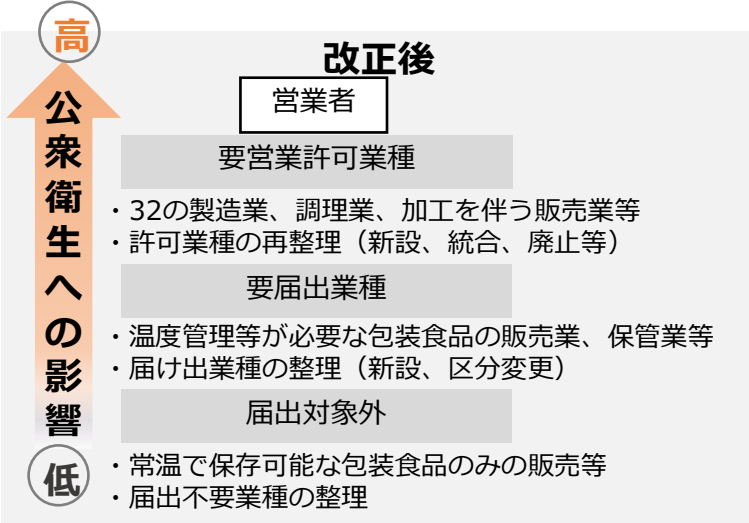 高
改正後
公衆衛生への影響
営業者
要営業許可業種
・32の製造業、調理業、加工を伴う販売業等
・許可業種の再整理（新設、統合、廃止等）
要届出業種
・温度管理等が必要な包装食品の販売業、保管業等
・届け出業種の整理（新設、区分変更）
届出対象外
・常温で保存可能な包装食品のみの販売等
・届出不要業種の整理
低